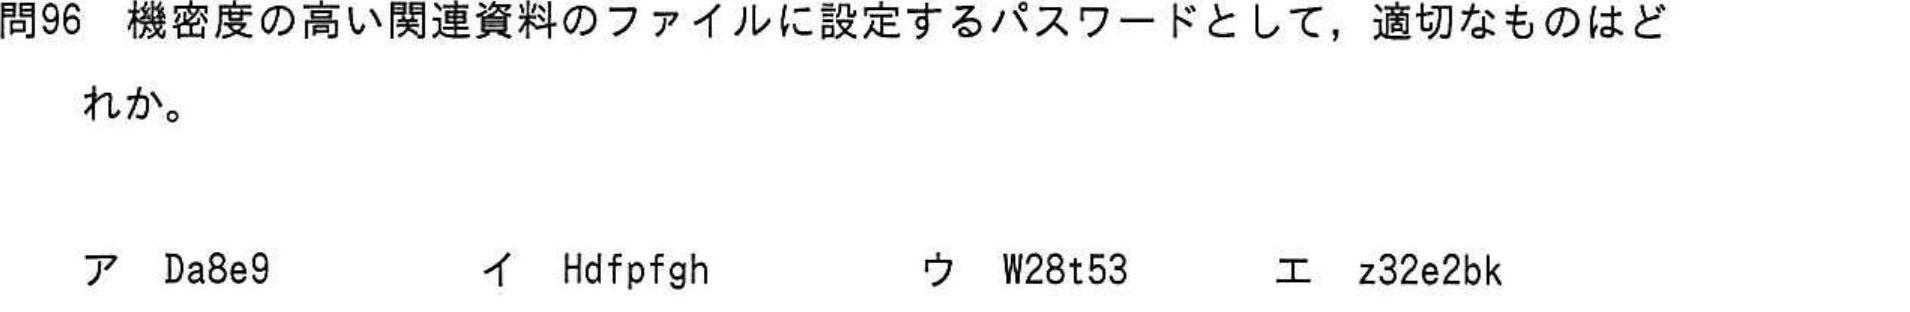 問96 機密度の高い関連資料のファイルに設定するパスワードとして，適切なものはど
れか。
ア Da8e9 イ Hdfpfgh ウ W28t53 エ z32e2bk